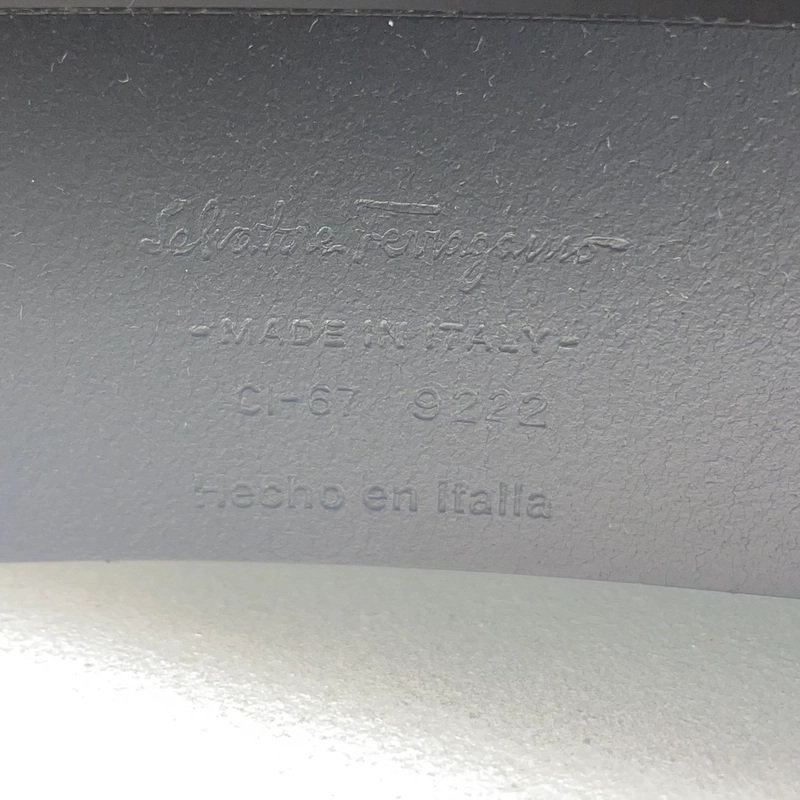 Salvatore Ferragamo
-MADE IN ITALY-
CI-67 9222
Hecho en Italia